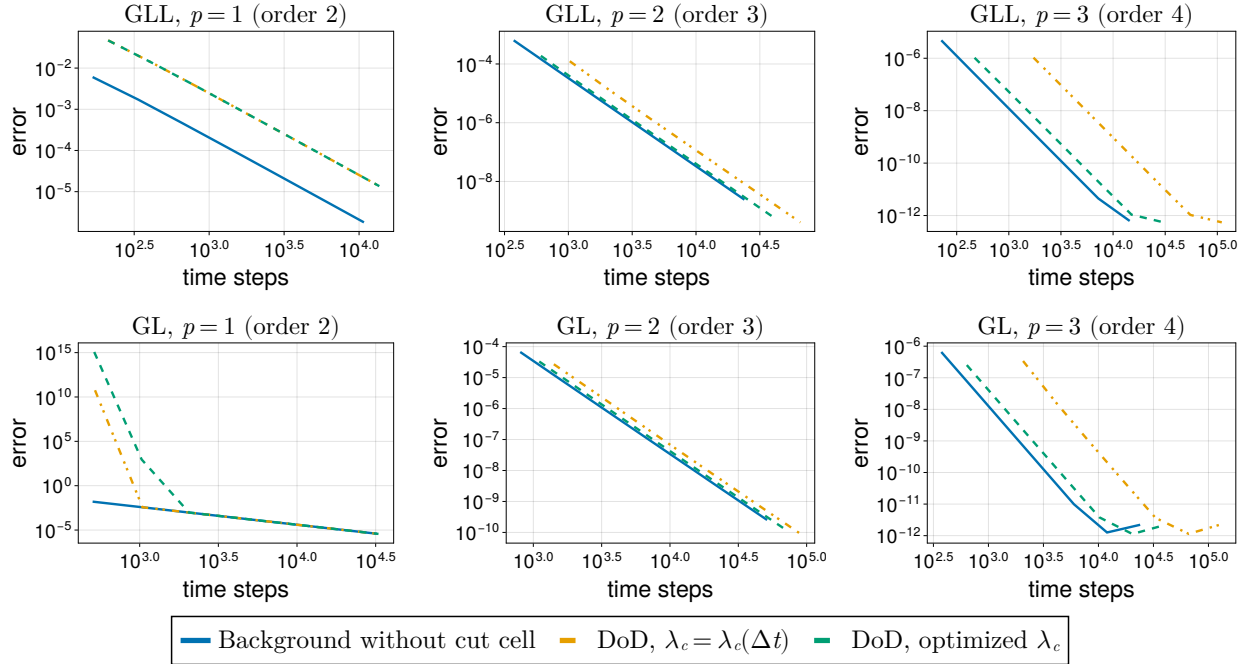 GLL, p = 1 (order 2)
GLL, p = 2 (order 3)
GLL, p = 3 (order 4)
error
10^-2
10^-3
10^-4
10^-5
10^2.5
10^3.0
10^3.5
10^4.0
time steps
error
10^-4
10^-6
10^-8
10^2.5
10^3.0
10^3.5
10^4.0
10^4.5
time steps
error
10^-6
10^-8
10^-10
10^-12
10^2.5
10^3.0
10^3.5
10^4.0
10^4.5
10^5.0
time steps
GL, p = 1 (order 2)
GL, p = 2 (order 3)
GL, p = 3 (order 4)
error
10^15
10^10
10^5
10^0
10^-5
10^3.0
10^3.5
10^4.0
10^4.5
time steps
error
10^-4
10^-5
10^-6
10^-7
10^-8
10^-9
10^-10
10^3.0
10^3.5
10^4.0
10^4.5
10^5.0
time steps
error
10^-6
10^-7
10^-8
10^-9
10^-10
10^-11
10^-12
10^2.5
10^3.0
10^3.5
10^4.0
10^4.5
10^5.0
time steps
Background without cut cell
DoD, λ_c = λ_c(Δt)
DoD, optimized λ_c